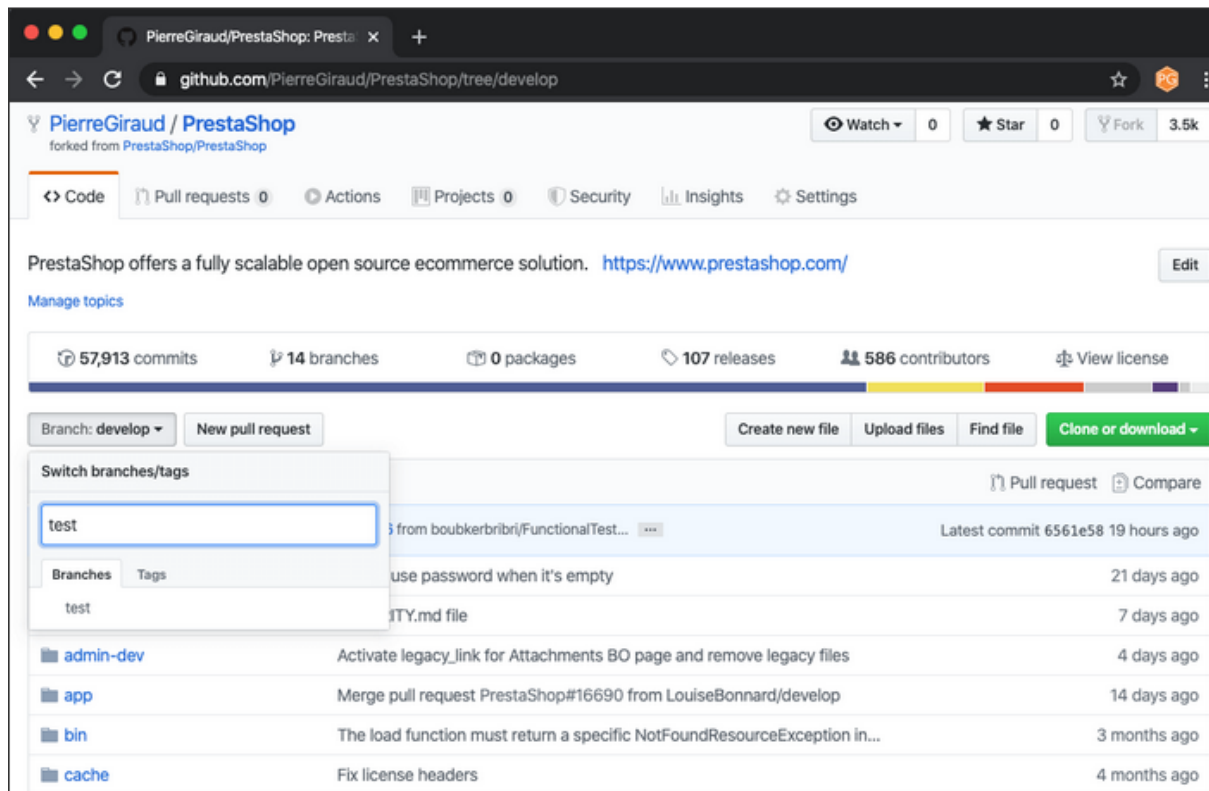 PierreGiraud/PrestaShop: Presta
github.com/PierreGiraud/PrestaShop/tree/develop PG
PierreGiraud / PrestaShop Watch 0 Star 0 Fork 3.5k
forked from PrestaShop/PrestaShop
Code Pull requests 0 Actions Projects 0 Security Insights Settings
PrestaShop offers a fully scalable open source ecommerce solution. https://www.prestashop.com/ Edit
Manage topics
57,913 commits 14 branches 0 packages 107 releases 586 contributors View license
Branch: develop New pull request Create new file Upload files Find file Clone or download
Switch branches/tags
Pull request Compare
test
from boubkerbribri/FunctionalTest... Latest commit 6561e58 19 hours ago
Branches Tags
use password when it's empty 21 days ago
test
ITY.md file 7 days ago
admin-dev Activate legacy_link for Attachments BO page and remove legacy files 4 days ago
app Merge pull request PrestaShop#16690 from LouiseBonnard/develop 14 days ago
bin The load function must return a specific NotFoundResourceException in... 3 months ago
cache Fix license headers 4 months ago